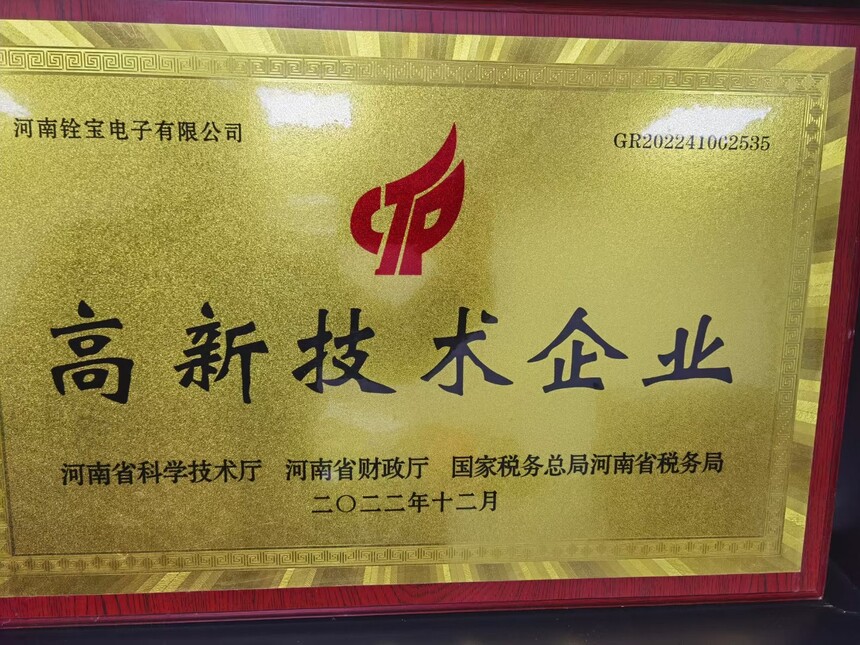 河南铨宝电子有限公司
GR202241002535
高新技术企业
河南省科学技术厅 河南省财政厅 国家税务总局河南省税务局
二〇二二年十二月